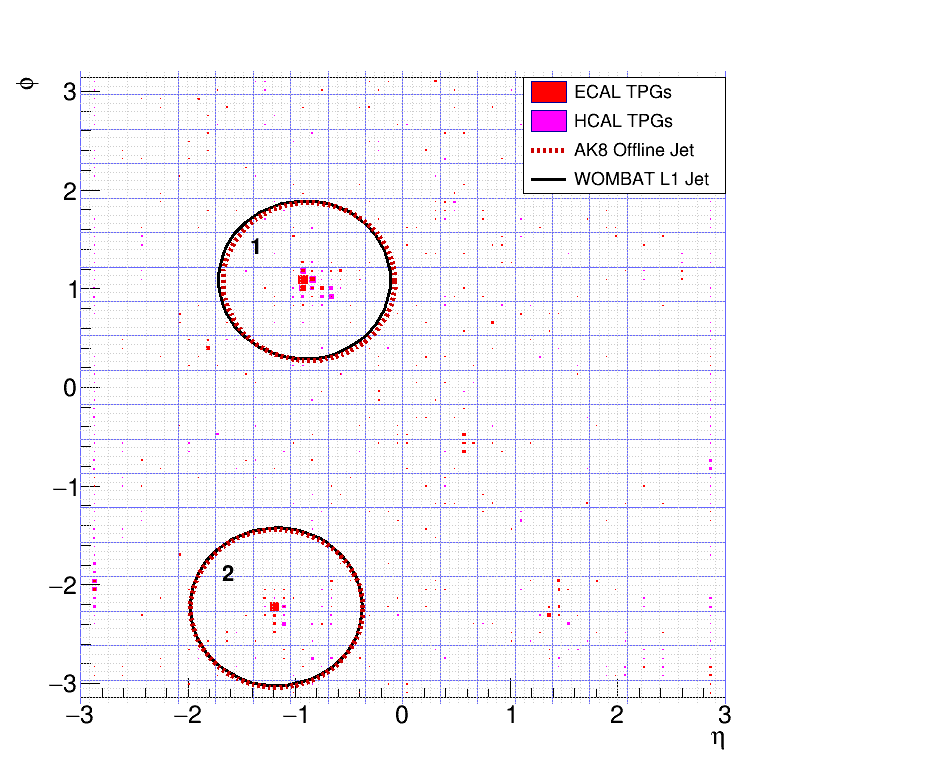 ϕ
3
2
1
0
−1
−2
−3
ECAL TPGs
HCAL TPGs
AK8 Offline Jet
WOMBAT L1 Jet
1
2
−3 −2 −1 0 1 2 3
η